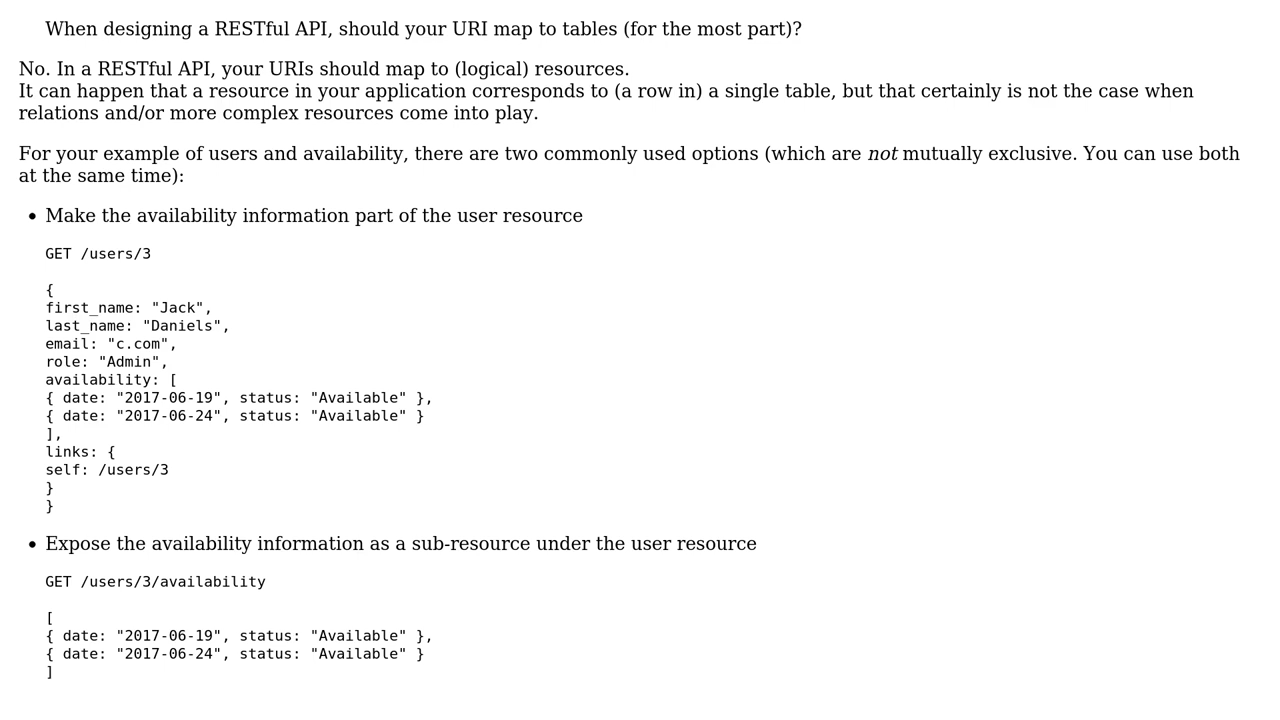 When designing a RESTful API, should your URI map to tables (for the most part)?
No. In a RESTful API, your URIs should map to (logical) resources.
It can happen that a resource in your application corresponds to (a row in) a single table, but that certainly is not the case when
relations and/or more complex resources come into play.
For your example of users and availability, there are two commonly used options (which are not mutually exclusive. You can use both
at the same time):
• Make the availability information part of the user resource
GET /users/3
{
first_name: "Jack",
last_name: "Daniels",
email: "c.com",
role: "Admin",
availability: [
{ date: "2017-06-19", status: "Available" },
{ date: "2017-06-24", status: "Available" }
],
links: {
self: /users/3
}
}
• Expose the availability information as a sub-resource under the user resource
GET /users/3/availability
[
{ date: "2017-06-19", status: "Available" },
{ date: "2017-06-24", status: "Available" }
]